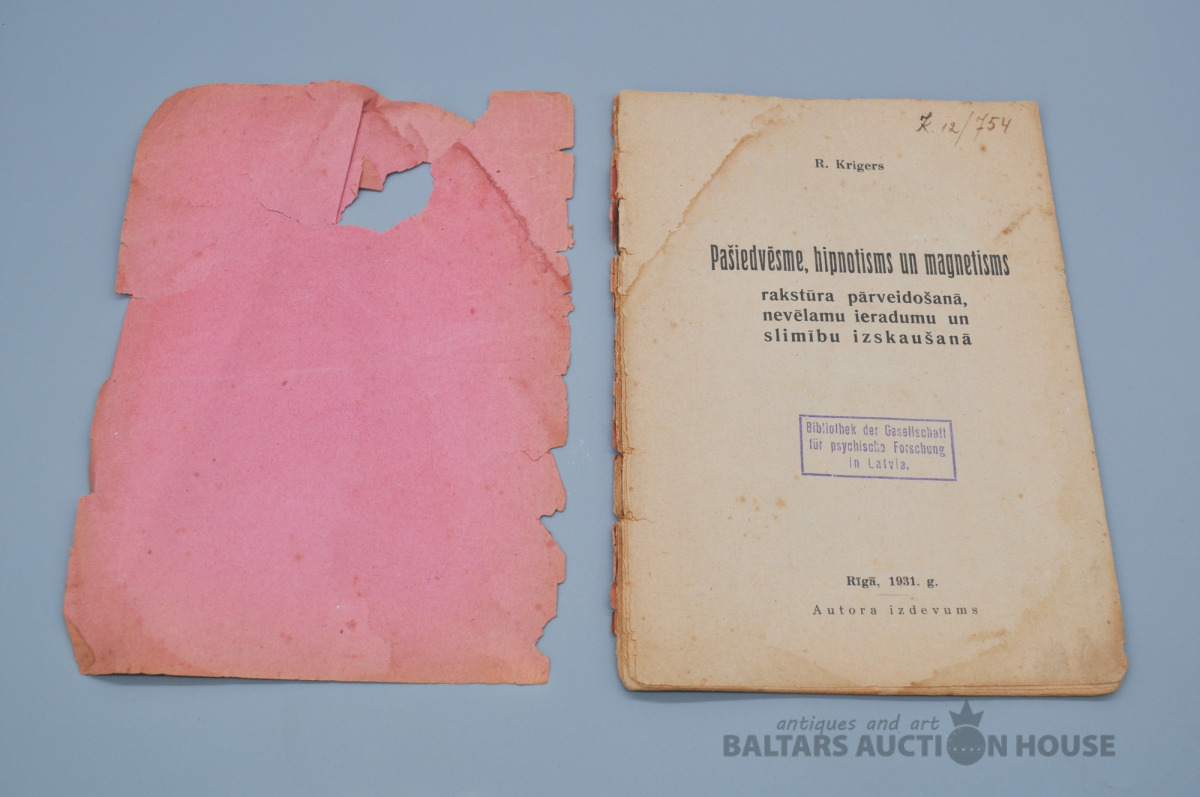 K. 12/754
R. Krīgers
Pašiedvēsme, hipnotisms un magnetisms
rakstūra pārveidošanā,
nevēlamu ieradumu un
slimību izskaušanā
Bibliothek der Gesellschaft
für psychische Forschung
in Latvia.
Rīgā, 1931. g.
Autora izdevums
antiques and art
BALTARS AUCTION HOUSE